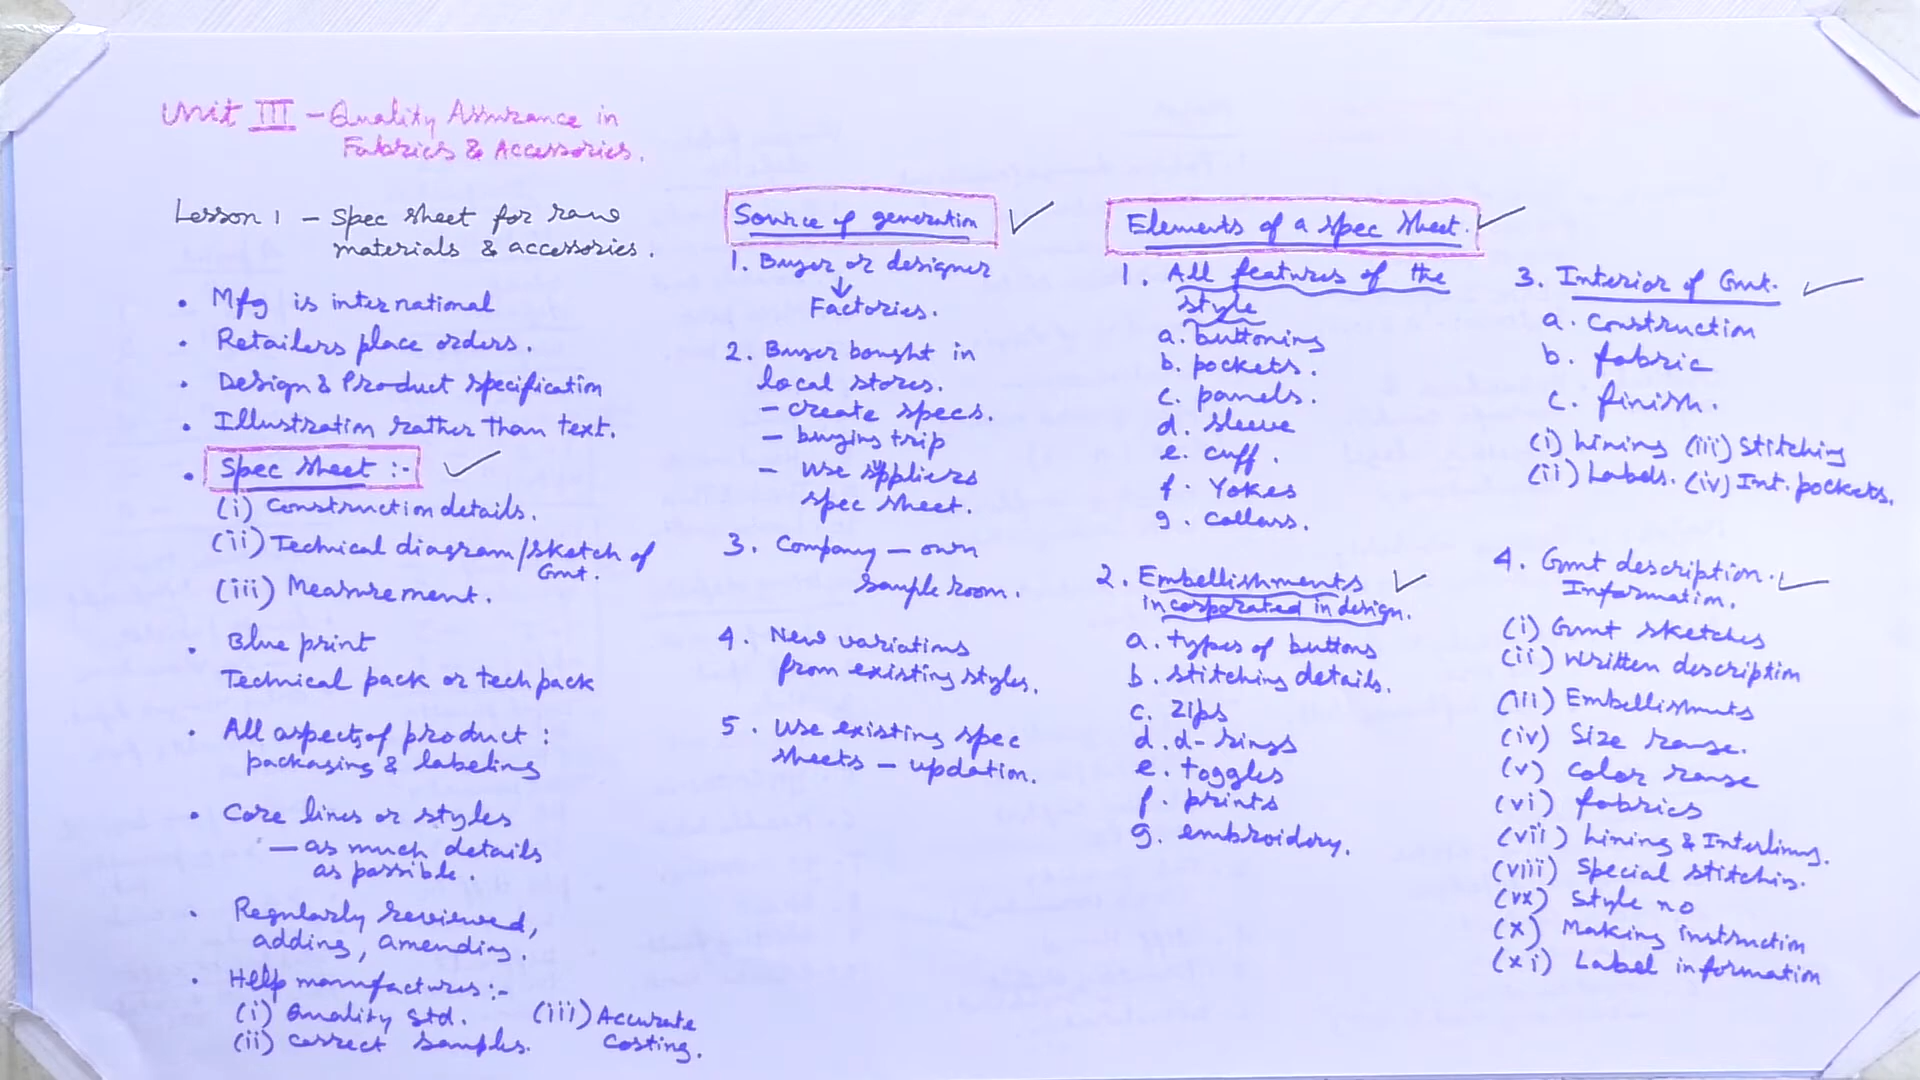 Unit III - Quality Assurance in
Fabrics & Accessories.
Lesson 1 - Spec sheet for raw
materials & accessories.
• Mfg is international
• Retailers place orders.
• Design & Product specification
• Illustration rather than text.
• Spec sheet :-
(i) Construction details.
(ii) Technical diagram/sketch of
Gmt.
(iii) Measurement.
• Blue print
Technical pack or tech pack
• All aspects of product :
packaging & labeling
• Core lines or styles
- as much details
as possible.
• Regularly reviewed,
adding, amending.
• Help manufactures:-
(i) Quality Std. (iii) Accurate
(ii) correct samples. Costing.
Source of generation
1. Buyer or designer
↓
Factories.
2. Buyer bought in
local stores.
- create specs.
- buying trip
- use suppliers
spec sheet.
3. Company - own
sample room.
4. New variations
from existing styles.
5. Use existing spec
sheets - updation.
Elements of a spec sheet.
1. All features of the
style
a. buttoning
b. pockets.
c. panels.
d. sleeve
e. cuff.
f. Yokes
g. collars.
2. Embellishments
incorporated in design.
a. types of buttons
b. stitching details.
c. Zips
d. d-rings
e. toggles
f. prints
g. embroidery.
3. Interior of Gmt.
a. construction
b. fabric
c. finish.
(i) Lining (iii) Stitching
(ii) Labels. (iv) Int. pockets.
4. Gmt description.
Information.
(i) Gmt sketches
(ii) Written description
(iii) Embellishmnts
(iv) Size range.
(v) Color range
(vi) fabrics
(vii) Lining & Interlining.
(viii) Special stitching.
(vx) Style no
(x) Making instruction
(xi) Label information